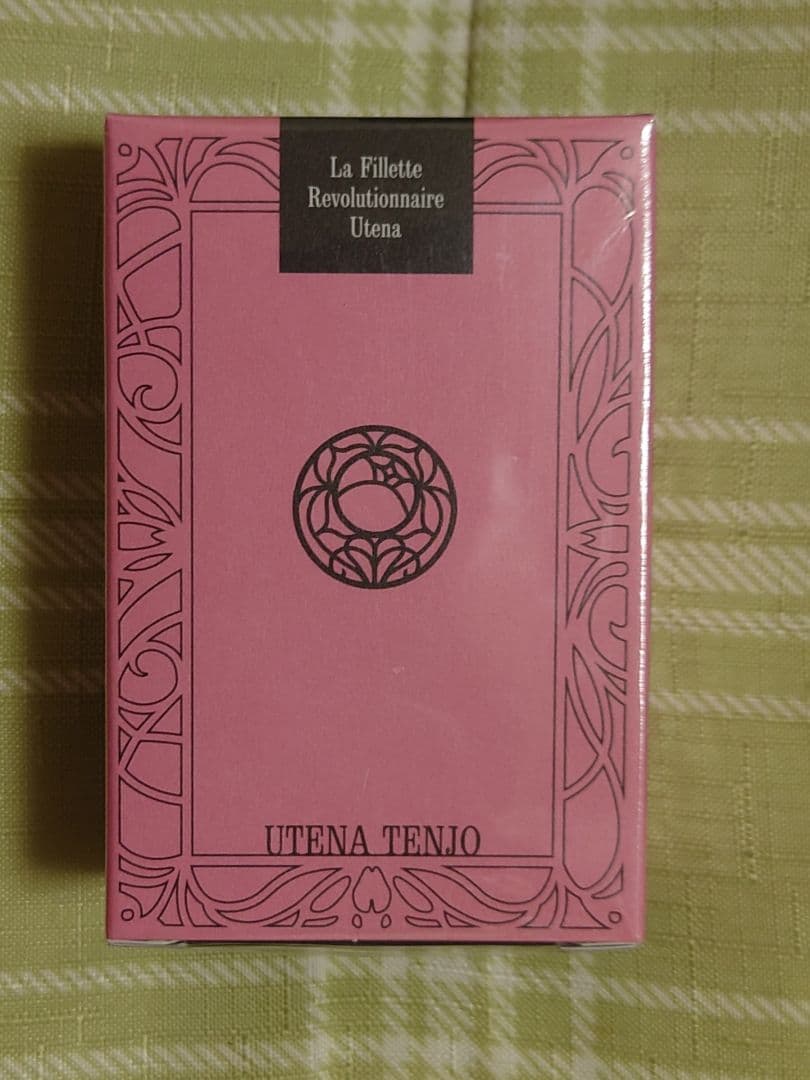 La Fillette
Revolutionnaire
Utena
UTENA TENJO